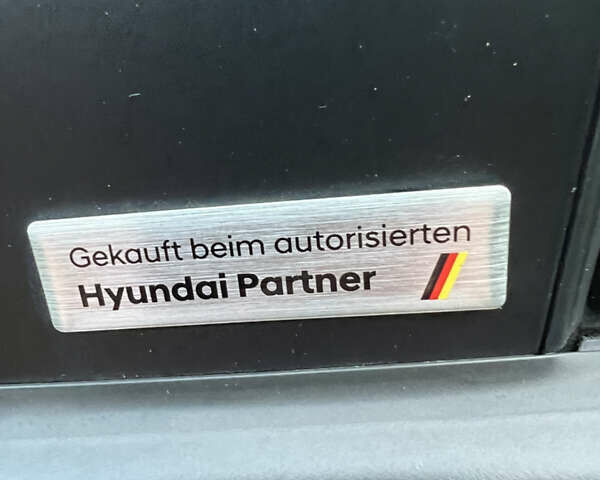 Gekauft beim autorisierten
Hyundai Partner